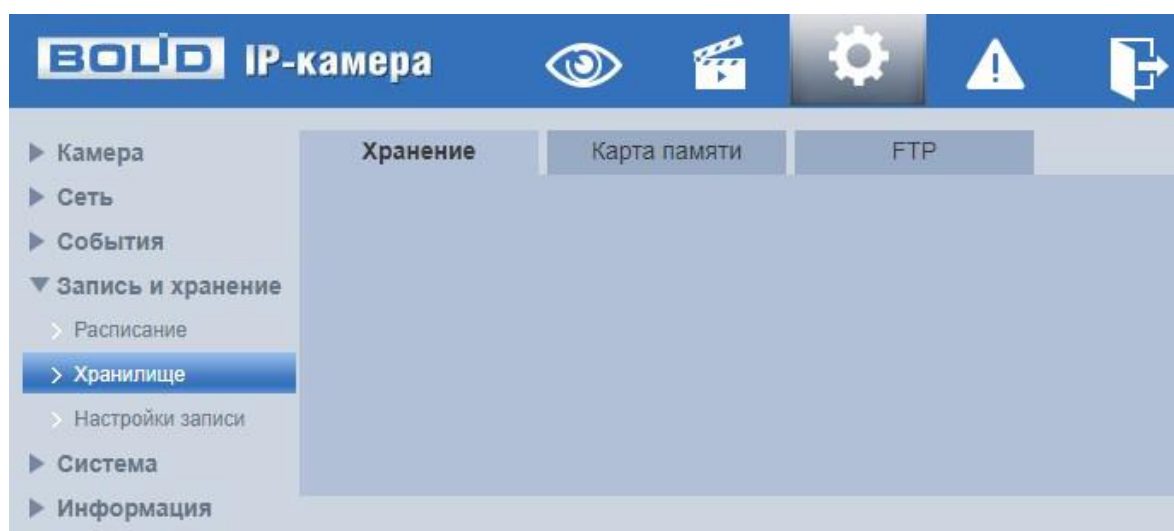 BOLID IP-камера
Хранение Карта памяти FTP
Камера
Сеть
События
Запись и хранение
Расписание
Хранилище
Настройки записи
Система
Информация